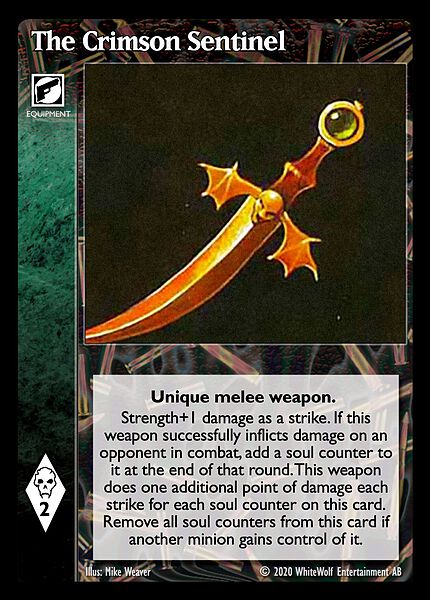 The Crimson Sentinel
EQUIPMENT
Unique melee weapon.
Strength+1 damage as a strike. If this
weapon successfully inflicts damage on an
opponent in combat, add a soul counter to
it at the end of that round. This weapon
does one additional point of damage each
strike for each soul counter on this card.
Remove all soul counters from this card if
another minion gains control of it.
2
Illus: Mike Weaver © 2020 WhiteWolf Entertainment AB